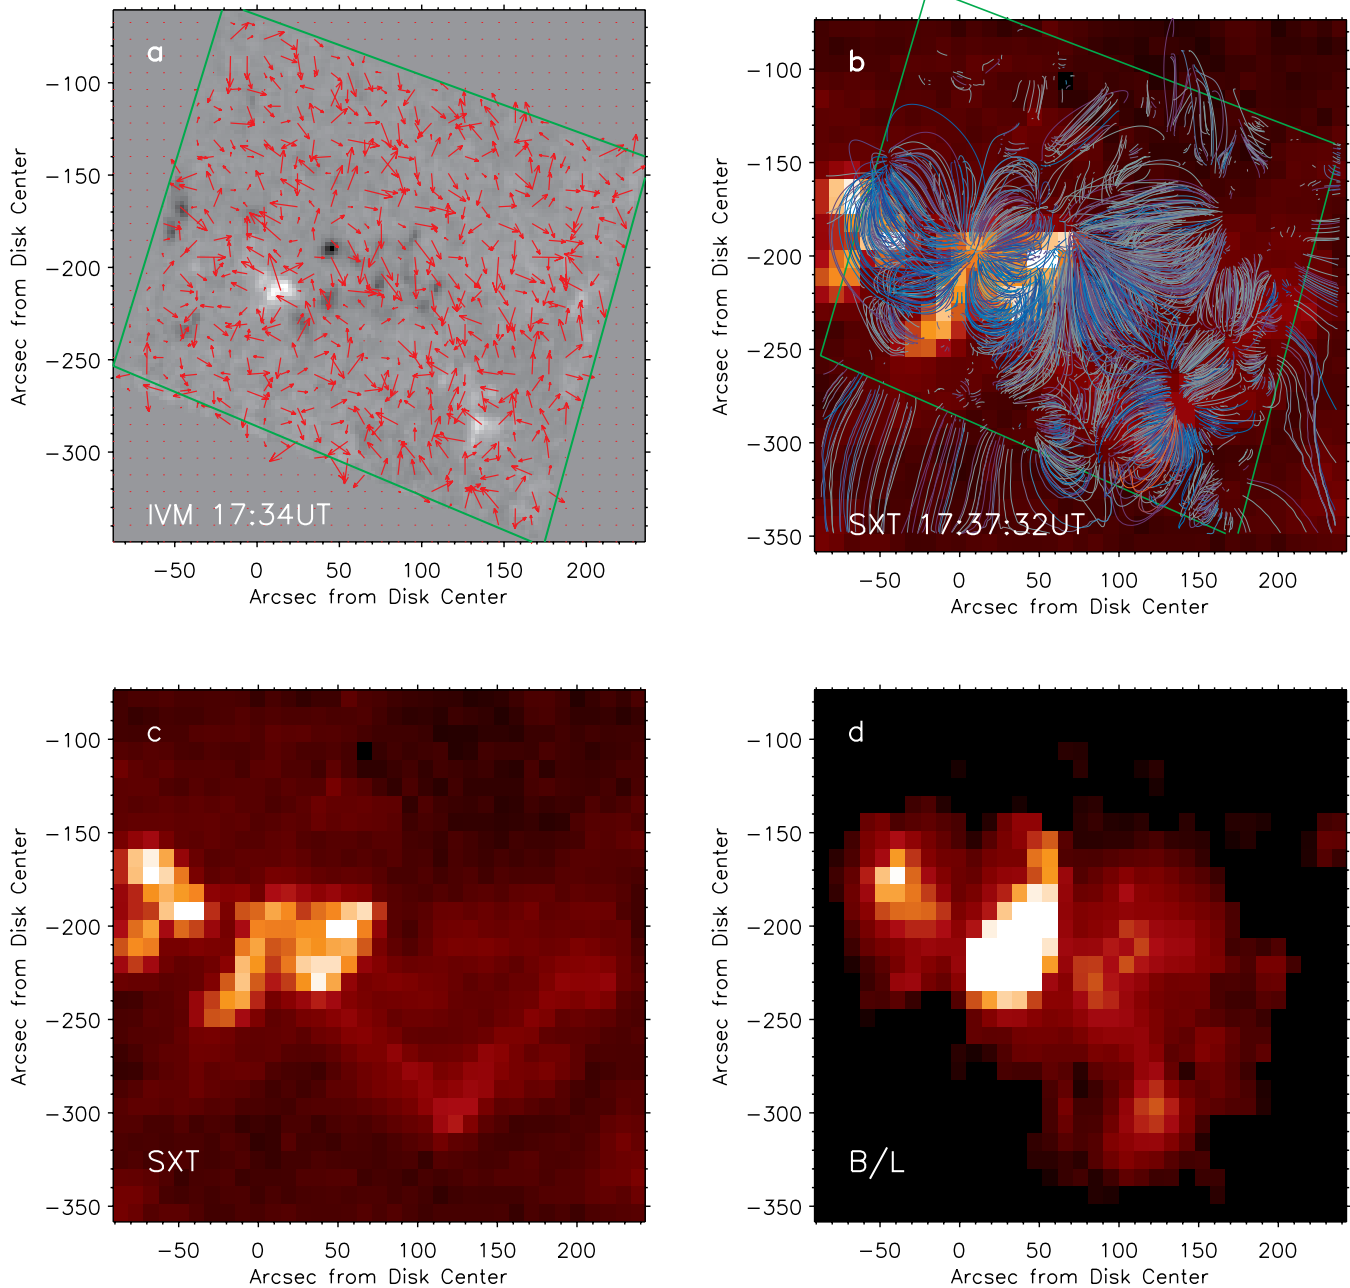 a
−100
−150
−200
−250
−300
Arcsec from Disk Center
IVM 17:34UT
−50 0 50 100 150 200
Arcsec from Disk Center
b
−100
−150
−200
−250
−300
−350
Arcsec from Disk Center
SXT 17:37:32UT
−50 0 50 100 150 200
Arcsec from Disk Center
c
−100
−150
−200
−250
−300
−350
Arcsec from Disk Center
SXT
−50 0 50 100 150 200
Arcsec from Disk Center
d
−100
−150
−200
−250
−300
−350
Arcsec from Disk Center
B/L
−50 0 50 100 150 200
Arcsec from Disk Center